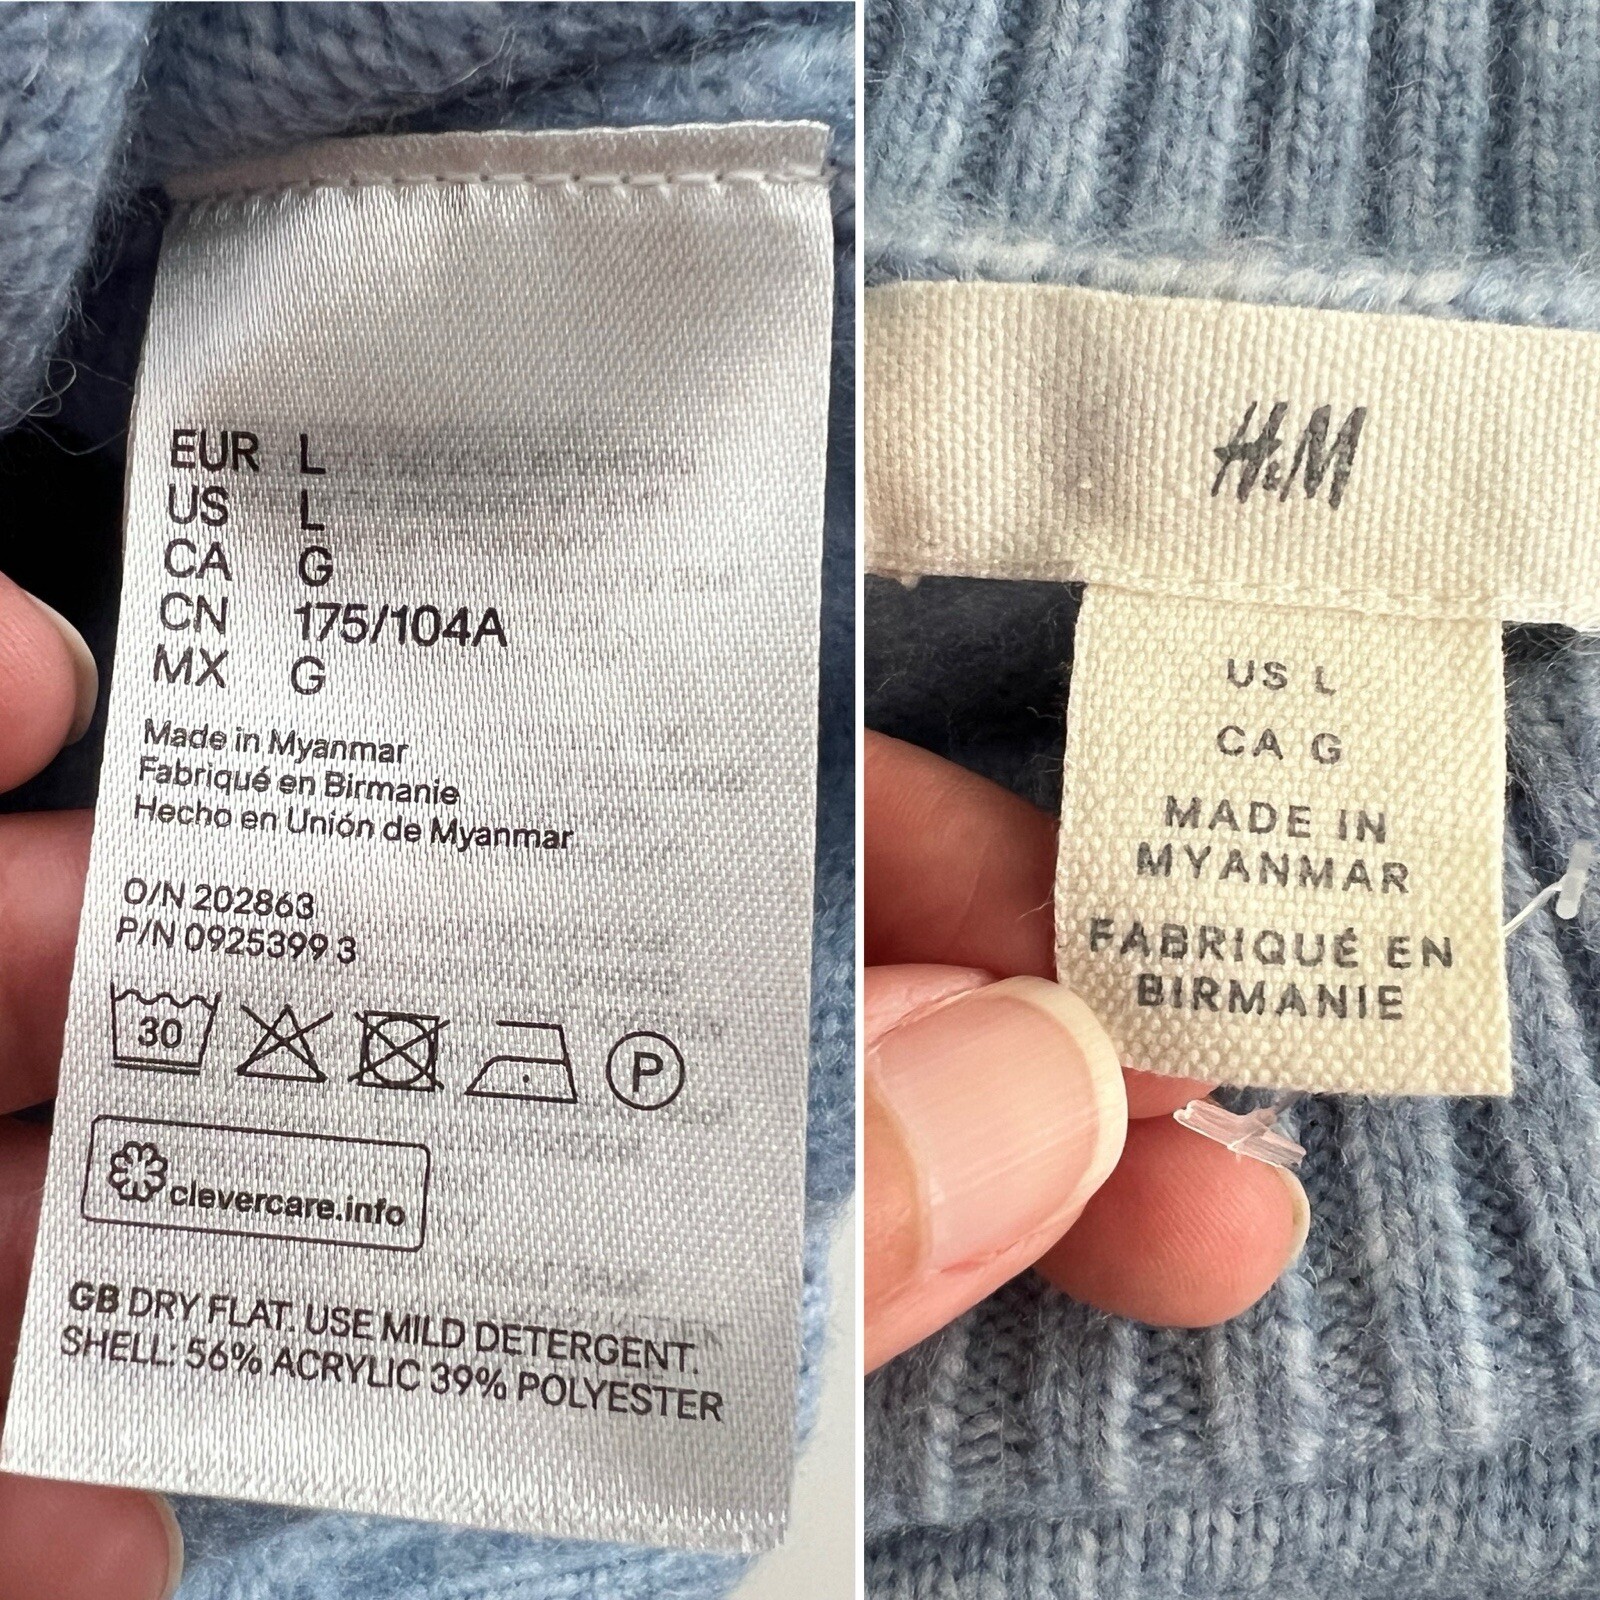 EUR L
US L
CA G
CN 175/104A
MX G
Made in Myanmar
Fabriqué en Birmanie
Hecho en Unión de Myanmar
O/N 202863
P/N 0925399 3
30
P
clevercare.info
GB DRY FLAT. USE MILD DETERGENT.
SHELL: 56% ACRYLIC 39% POLYESTER
H&M
US L
CA G
MADE IN
MYANMAR
FABRIQUÉ EN
BIRMANIE